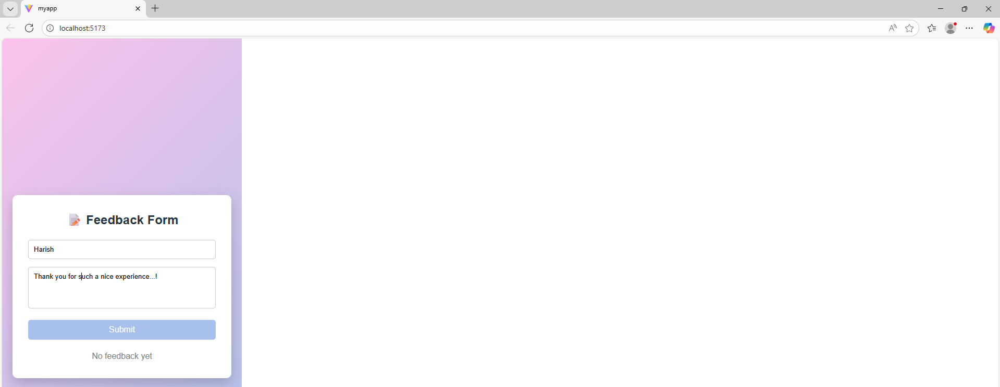 myapp
localhost:5173
Feedback Form
Harish
Thank you for such a nice experience...!
Submit
No feedback yet